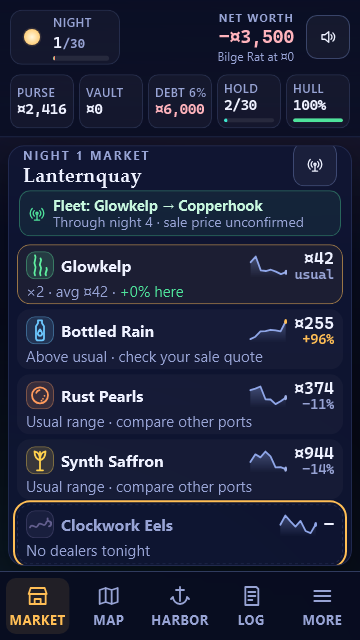 NIGHT
1/30
NET WORTH
−¤3,500
Bilge Rat at ¤0
PURSE
¤2,416
VAULT
¤0
DEBT 6%
¤6,000
HOLD
2/30
HULL
100%
NIGHT 1 MARKET
Lanternquay
Fleet: Glowkelp → Copperhook
Through night 4 · sale price unconfirmed
Glowkelp
¤42
usual
×2 · avg ¤42 · +0% here
Bottled Rain
¤255
+96%
Above usual · check your sale quote
Rust Pearls
¤374
−11%
Usual range · compare other ports
Synth Saffron
¤944
−14%
Usual range · compare other ports
Clockwork Eels
–
No dealers tonight
MARKET
MAP
HARBOR
LOG
MORE